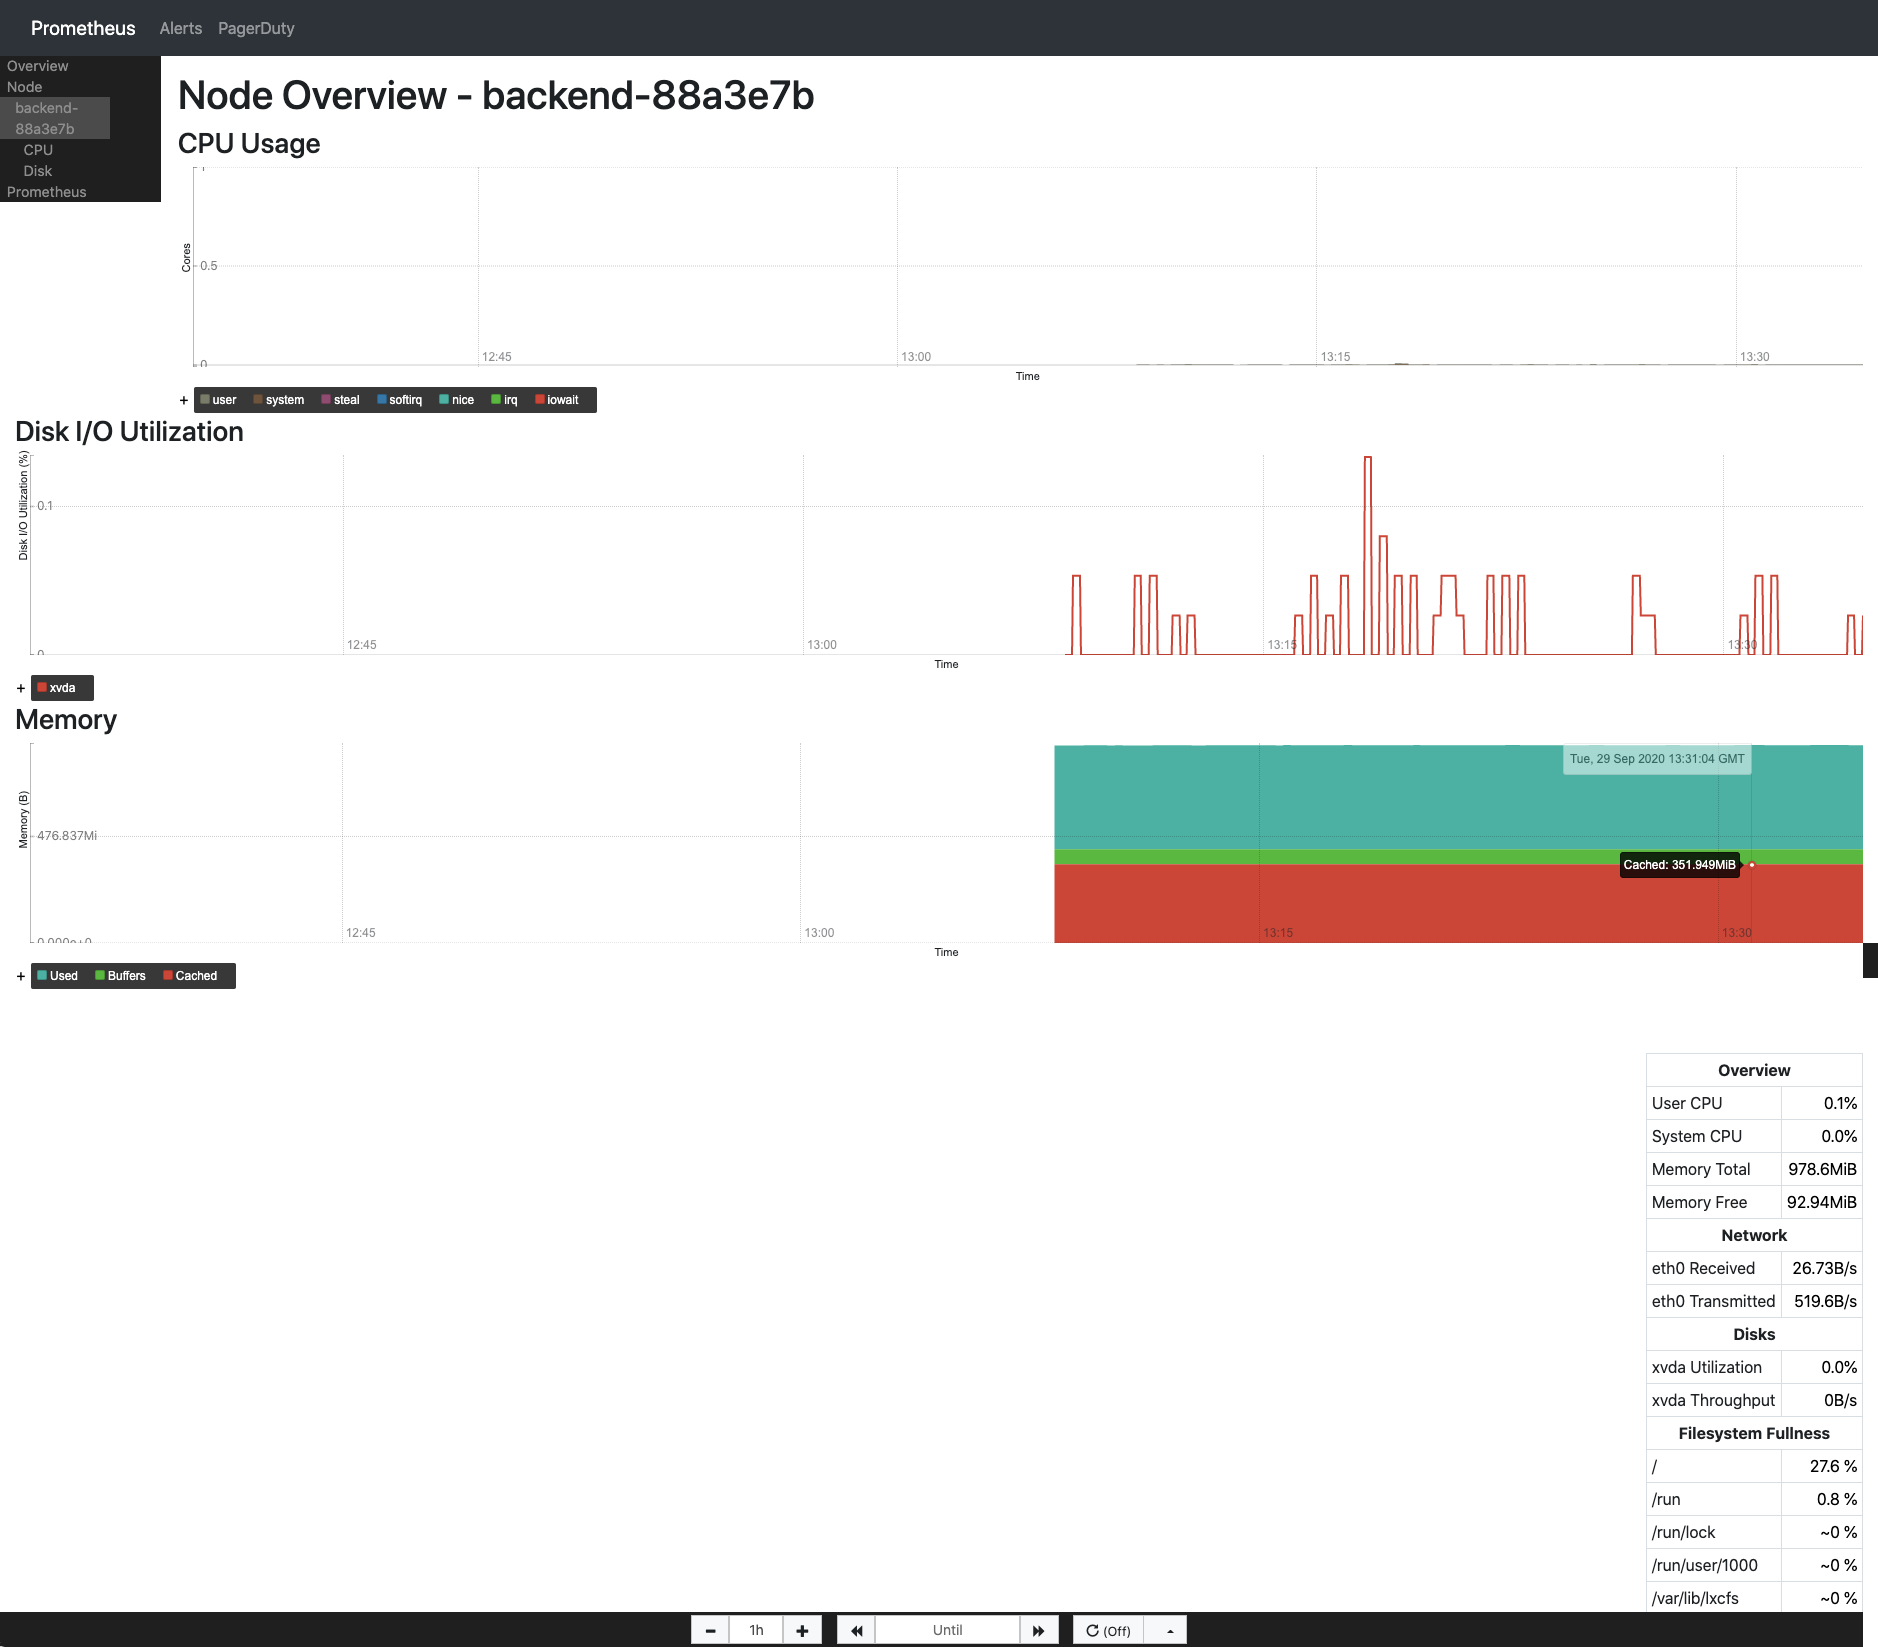 Prometheus Alerts PagerDuty
Overview
Node
backend-
88a3e7b
CPU
Disk
Prometheus
Node Overview - backend-88a3e7b
CPU Usage
Cores
0.5
0
12:45 13:00 13:15 13:30
Time
+ user system steal softirq nice irq iowait
Disk I/O Utilization
Disk I/O Utilization (%)
0.1
0
12:45 13:00 13:15 13:30
Time
+ xvda
Memory
Memory (B)
Tue, 29 Sep 2020 13:31:04 GMT
476.837Mi
Cached: 351.949MiB
12:45 13:00 13:15 13:30
Time
+ Used Buffers Cached
Overview
User CPU 0.1%
System CPU 0.0%
Memory Total 978.6MiB
Memory Free 92.94MiB
Network
eth0 Received 26.73B/s
eth0 Transmitted 519.6B/s
Disks
xvda Utilization 0.0%
xvda Throughput 0B/s
Filesystem Fullness
/ 27.6 %
/run 0.8 %
/run/lock ~0 %
/run/user/1000 ~0 %
/var/lib/lxcfs ~0 %
1h Until (Off)